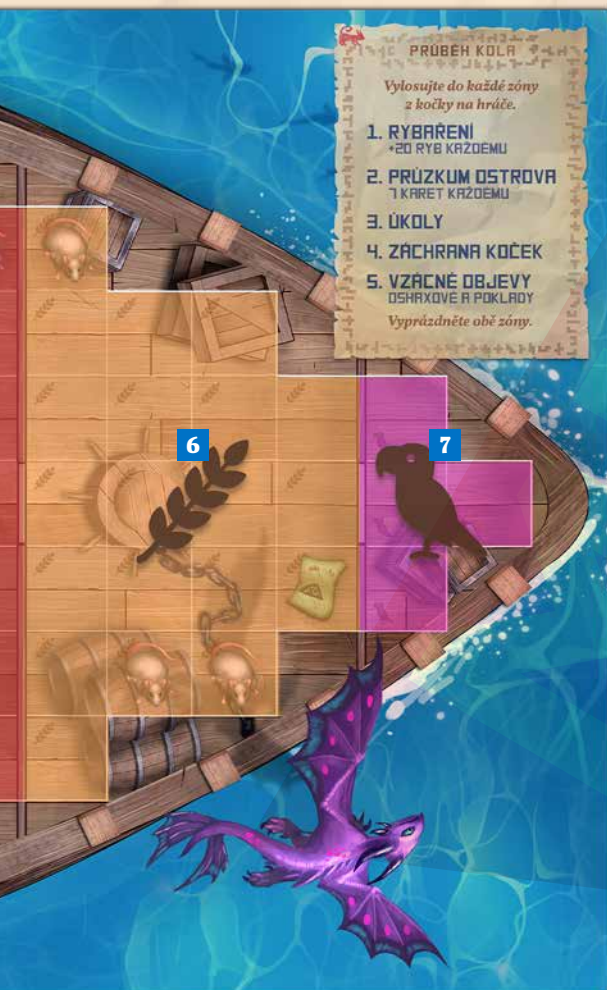 PRŮBĚH KOLA
Vylosujte do každé zóny
2 kočky na hráče.
1. RYBAŘENÍ
+20 RYB KAŽDÉMU
2. PRŮZKUM OSTROVA
7 KARET KAŽDÉMU
3. ÚKOLY
4. ZÁCHRANA KOČEK
5. VZÁCNÉ OBJEVY
OSHAXOVÉ A POKLADY
Vyprázdněte obě zóny.
6
7